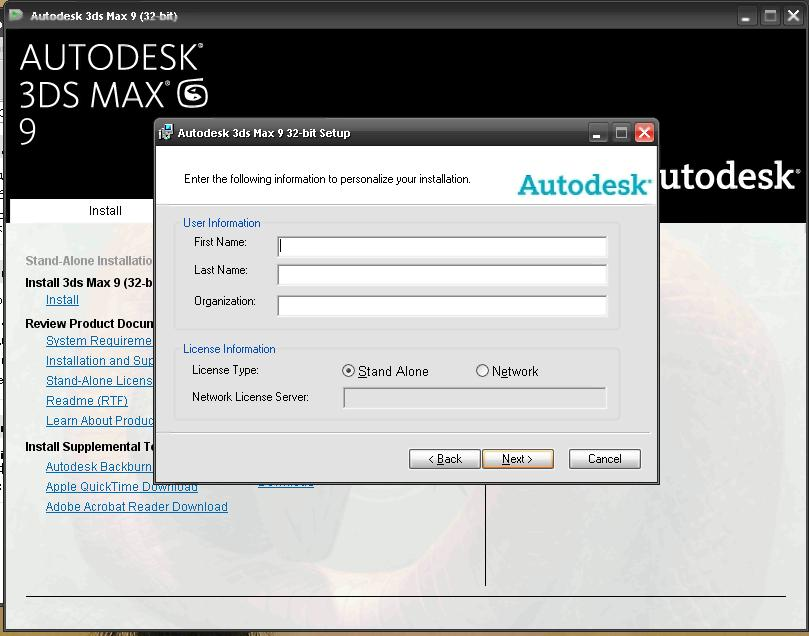 Autodesk 3ds Max 9 (32-bit)
AUTODESK®
3DS MAX®
9
Autodesk 3ds Max 9 32-bit Setup
Enter the following information to personalize your installation.
Autodesk®
utodesk®
Install
User Information
First Name:
Last Name:
Organization:
License Information
License Type:
Stand Alone
Network
Network License Server:
< Back
Next >
Cancel
Stand-Alone Installatio
Install 3ds Max 9 (32-b
Install
Review Product Docun
System Requireme
Installation and Sup
Stand-Alone Licens
Readme (RTF)
Learn About Produc
Install Supplemental T
Autodesk Backburn
Apple QuickTime Download
Adobe Acrobat Reader Download